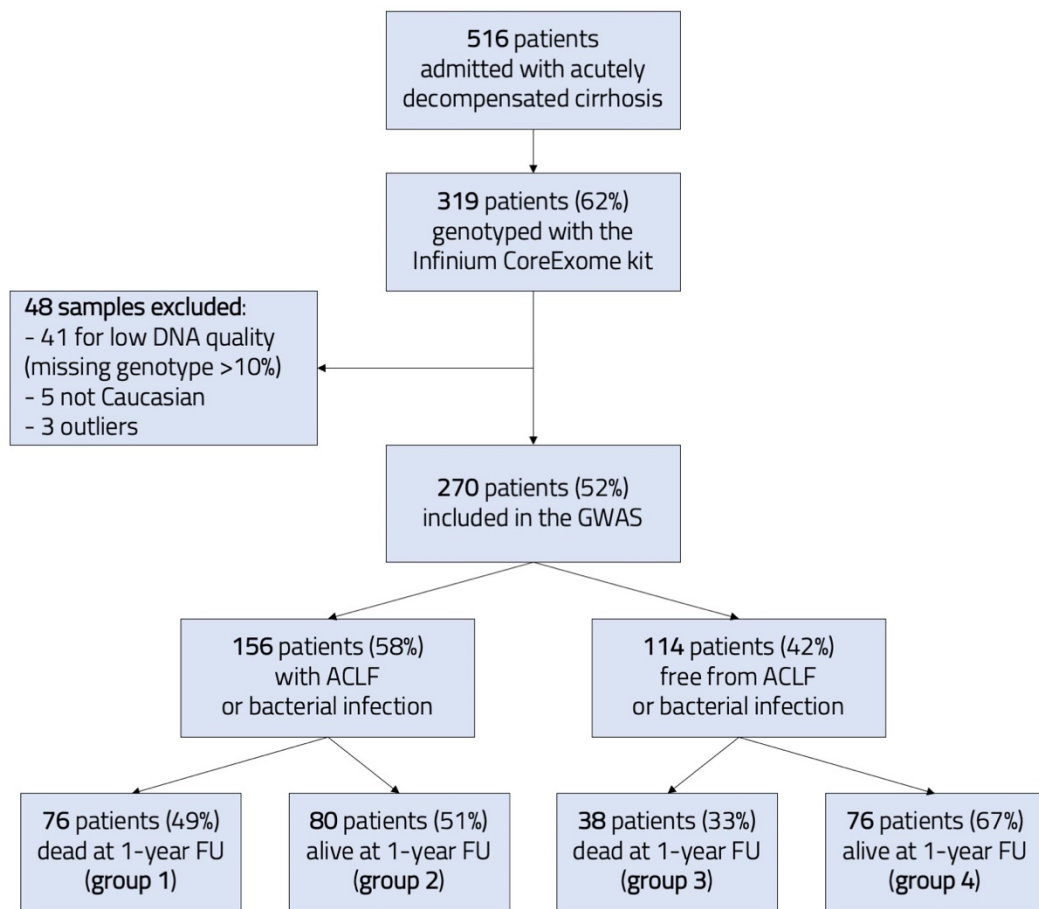 516 patients
admitted with acutely
decompensated cirrhosis
319 patients (62%)
genotyped with the
Infinium CoreExome kit
48 samples excluded:
- 41 for low DNA quality
(missing genotype >10%)
- 5 not Caucasian
- 3 outliers
270 patients (52%)
included in the GWAS
156 patients (58%)
with ACLF
or bacterial infection
114 patients (42%)
free from ACLF
or bacterial infection
76 patients (49%)
dead at 1-year FU
(group 1)
80 patients (51%)
alive at 1-year FU
(group 2)
38 patients (33%)
dead at 1-year FU
(group 3)
76 patients (67%)
alive at 1-year FU
(group 4)